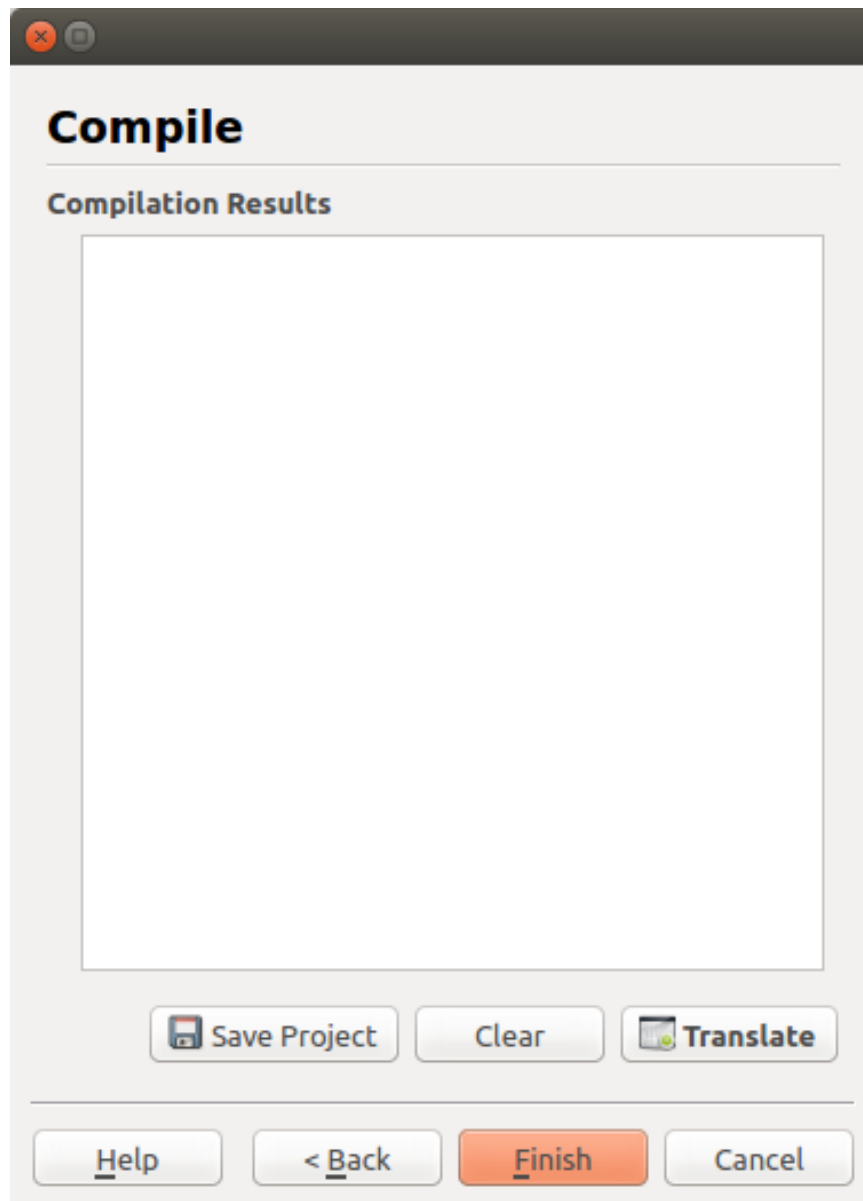 Compile
Compilation Results
Save Project Clear Translate
Help < Back Finish Cancel